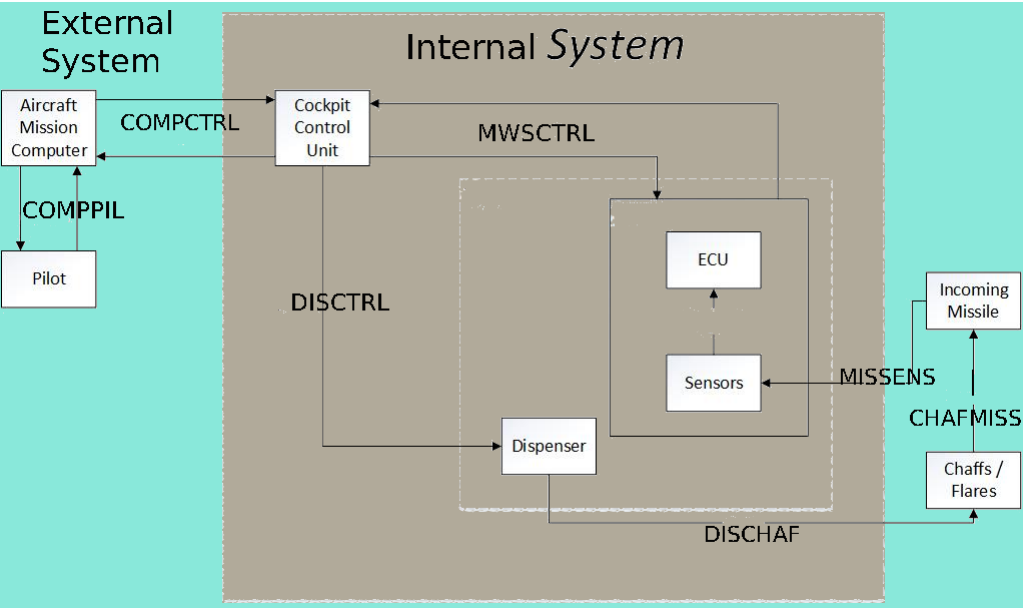 External
System
Internal System
Aircraft
Mission
Computer
COMPCTRL
Cockpit
Control
Unit
MWSCTRL
COMPPIL
Pilot
ECU
DISCTRL
Incoming
Missile
Sensors
MISSENS
CHAFMISS
Dispenser
Chaffs /
Flares
DISCHAF